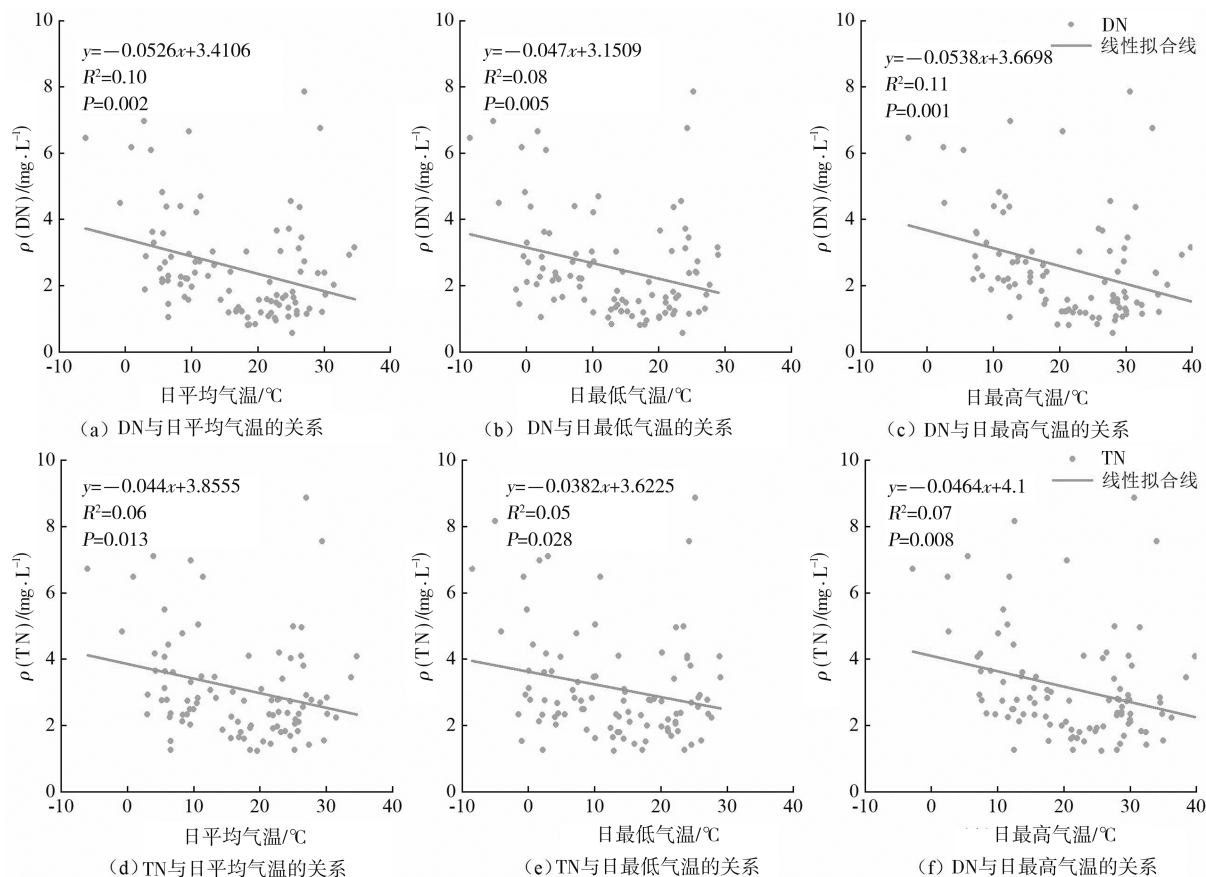 10
8
6
4
2
0
ρ(DN)/(mg·L⁻¹)
y=−0.0526x+3.4106
R²=0.10
P=0.002
-10 0 10 20 30 40
日平均气温/℃
(a) DN与日平均气温的关系
10
8
6
4
2
0
ρ(DN)/(mg·L⁻¹)
y=−0.047x+3.1509
R²=0.08
P=0.005
-10 0 10 20 30 40
日最低气温/℃
(b) DN与日最低气温的关系
10
8
6
4
2
0
ρ(DN)/(mg·L⁻¹)
DN
线性拟合线
y=−0.0538x+3.6698
R²=0.11
P=0.001
-10 0 10 20 30 40
日最高气温/℃
(c) DN与日最高气温的关系
10
8
6
4
2
0
ρ(TN)/(mg·L⁻¹)
y=−0.044x+3.8555
R²=0.06
P=0.013
-10 0 10 20 30 40
日平均气温/℃
(d) TN与日平均气温的关系
10
8
6
4
2
0
ρ(TN)/(mg·L⁻¹)
y=−0.0382x+3.6225
R²=0.05
P=0.028
-10 0 10 20 30 40
日最低气温/℃
(e) TN与日最低气温的关系
10
8
6
4
2
0
ρ(TN)/(mg·L⁻¹)
TN
线性拟合线
y=−0.0464x+4.1
R²=0.07
P=0.008
-10 0 10 20 30 40
日最高气温/℃
(f) DN与日最高气温的关系